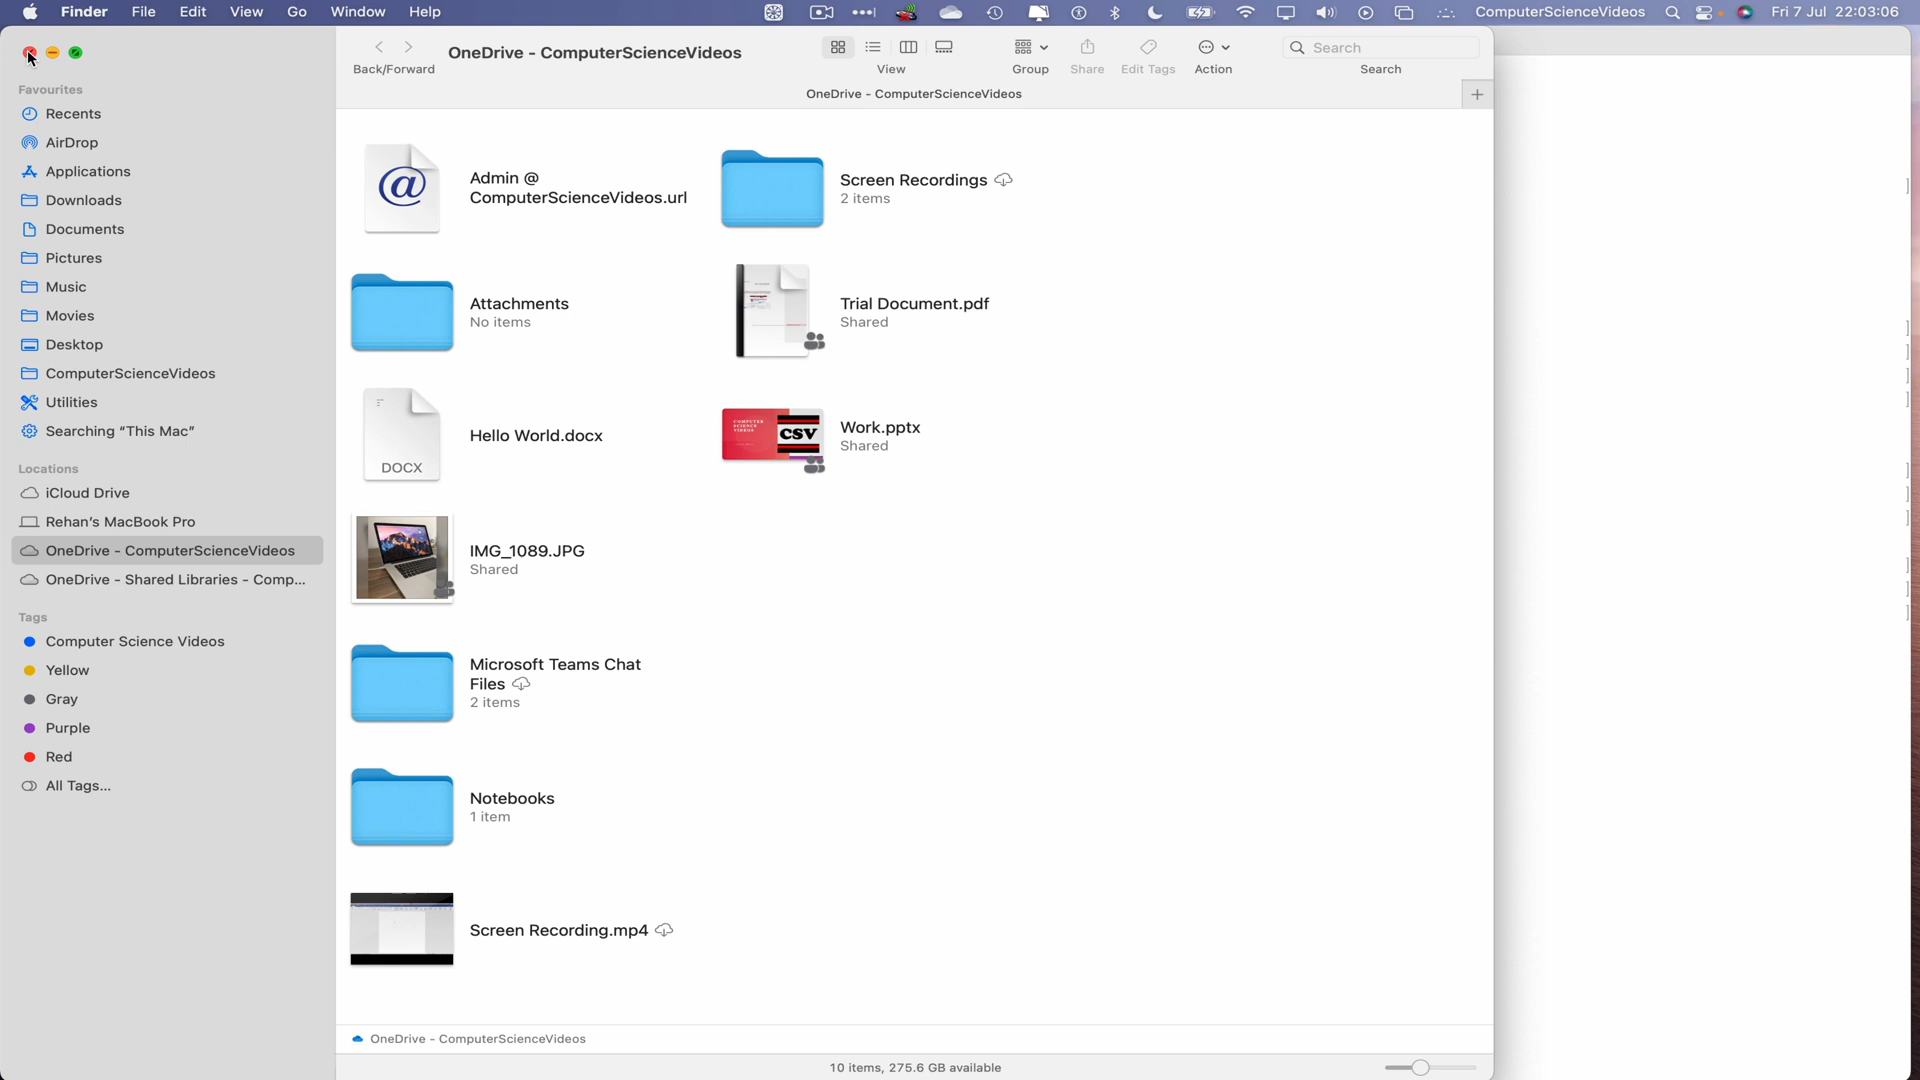 Finder File Edit View Go Window Help ComputerScienceVideos Fri 7 Jul 22:03:06
Back/Forward
OneDrive - ComputerScienceVideos
View
Group
Share
Edit Tags
Action
Search
Search
OneDrive - ComputerScienceVideos
Favourites
Recents
AirDrop
Applications
Downloads
Documents
Pictures
Music
Movies
Desktop
ComputerScienceVideos
Utilities
Searching “This Mac”
Locations
iCloud Drive
Rehan’s MacBook Pro
OneDrive - ComputerScienceVideos
OneDrive - Shared Libraries - Comp...
Tags
Computer Science Videos
Yellow
Gray
Purple
Red
All Tags...
@
Admin @
ComputerScienceVideos.url
Attachments
No items
DOCX
Hello World.docx
IMG_1089.JPG
Shared
Microsoft Teams Chat
Files
2 items
Notebooks
1 item
Screen Recording.mp4
Screen Recordings
2 items
Trial Document.pdf
Shared
COMPUTER
SCIENCE
VIDEOS
CSV
Work.pptx
Shared
OneDrive - ComputerScienceVideos
10 items, 275.6 GB available